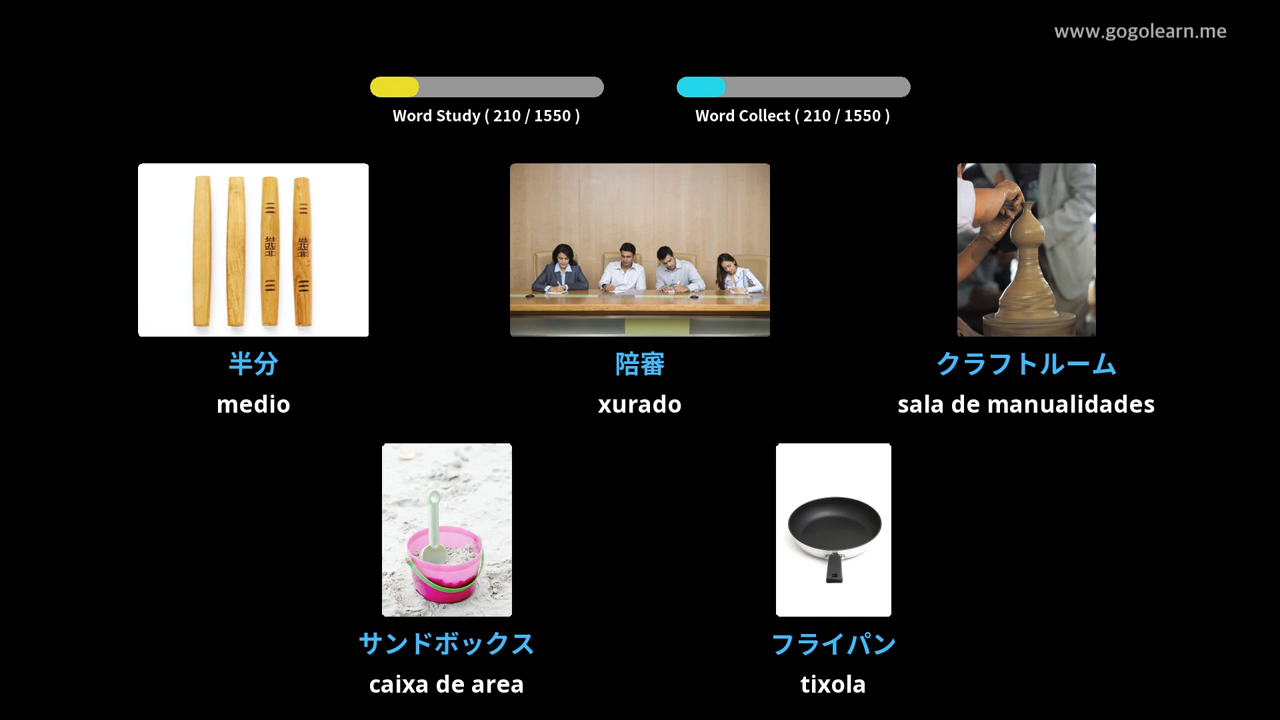 www.gogolearn.me
Word Study ( 210 / 1550 )
Word Collect ( 210 / 1550 )
半分
medio
陪審
xurado
クラフトルーム
sala de manualidades
サンドボックス
caixa de area
フライパン
tixola